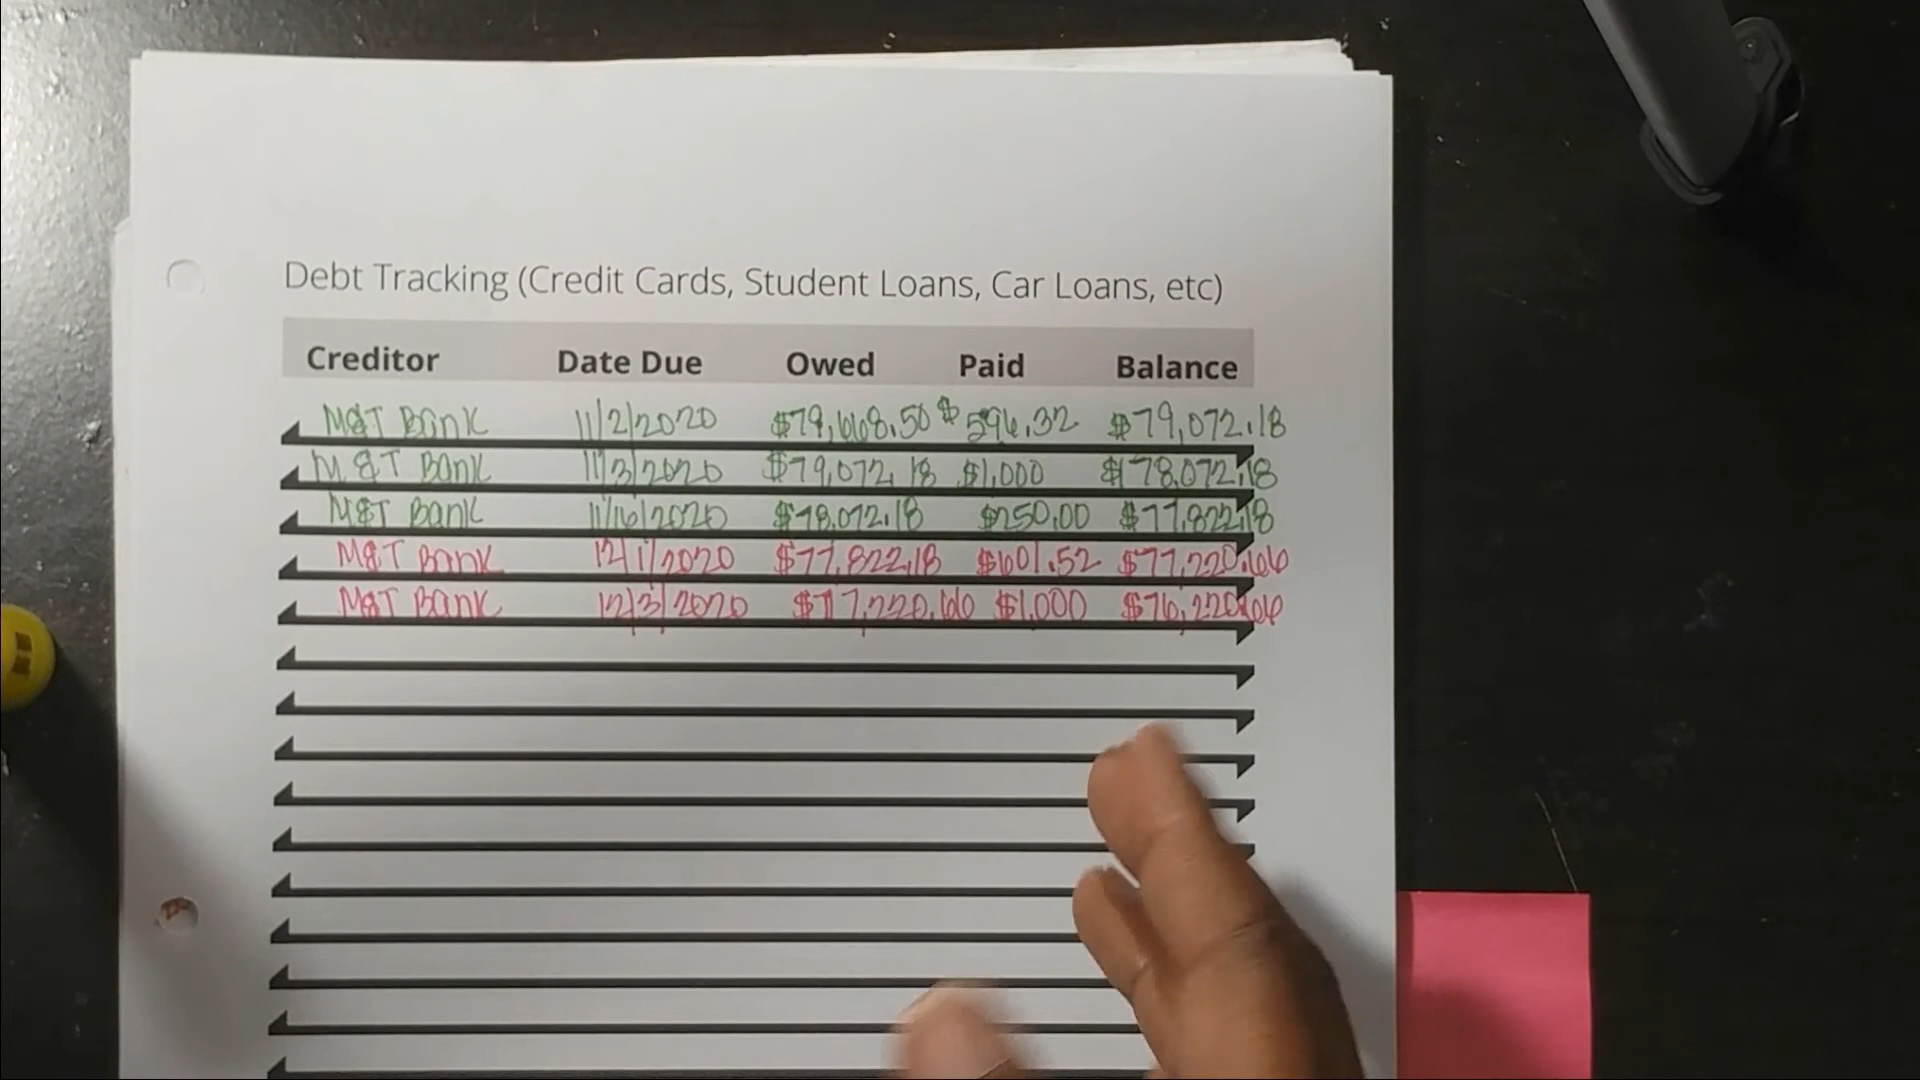 Debt Tracking (Credit Cards, Student Loans, Car Loans, etc)
Creditor Date Due Owed Paid Balance
M&T Bank 11/2/2020 $79,668.50 $596.32 $79,072.18
M&T Bank 11/3/2020 $79,072.18 $1,000 $78,072.18
M&T Bank 11/16/2020 $78,072.18 $250.00 $77,822.18
M&T Bank 12/1/2020 $77,822.18 $601.52 $77,220.66
M&T Bank 12/3/2020 $77,220.66 $1,000 $76,220.66